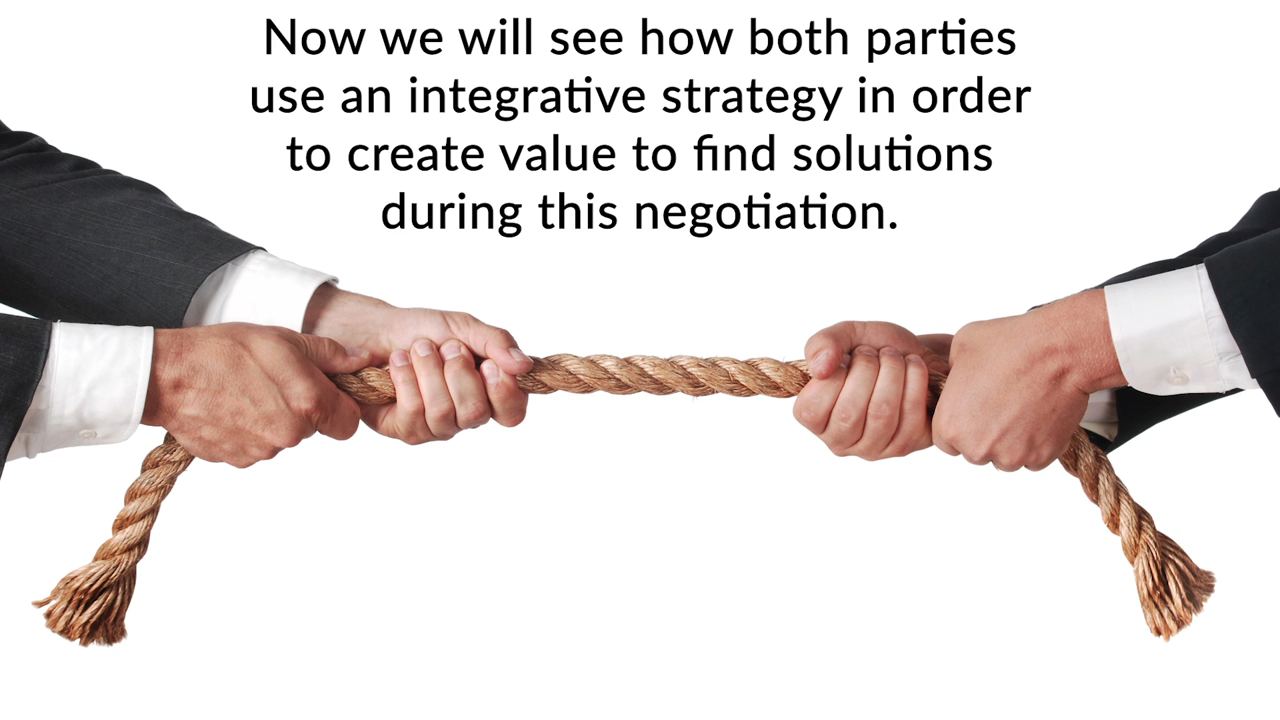 Now we will see how both parties
use an integrative strategy in order
to create value to find solutions
during this negotiation.